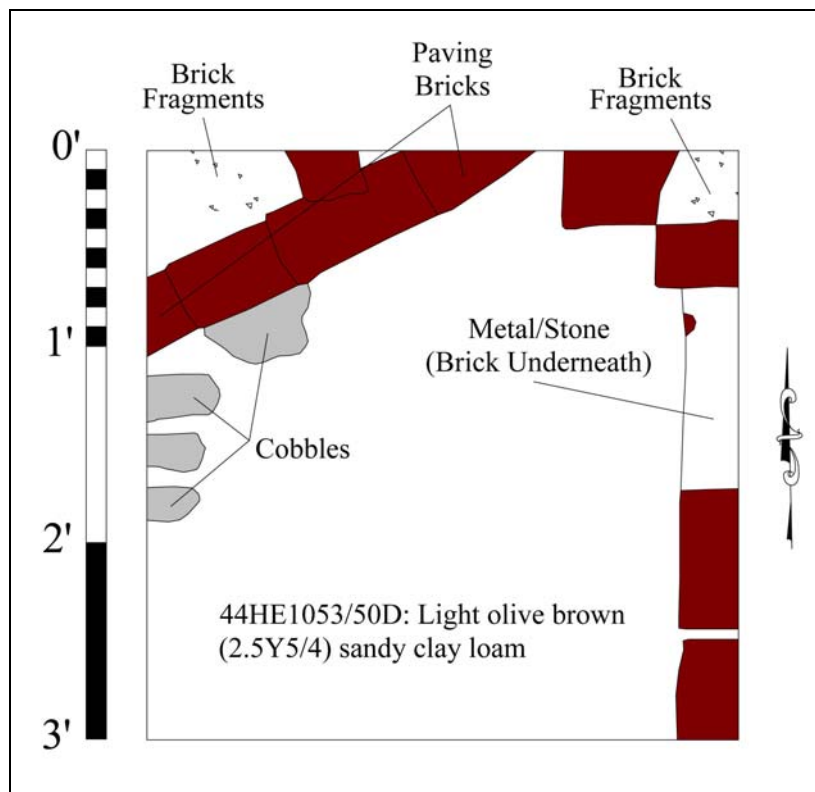 Paving
Bricks
Brick
Fragments
Brick
Fragments
0'
1'
Metal/Stone
(Brick Underneath)
Cobbles
2'
44HE1053/50D: Light olive brown
(2.5Y5/4) sandy clay loam
3'